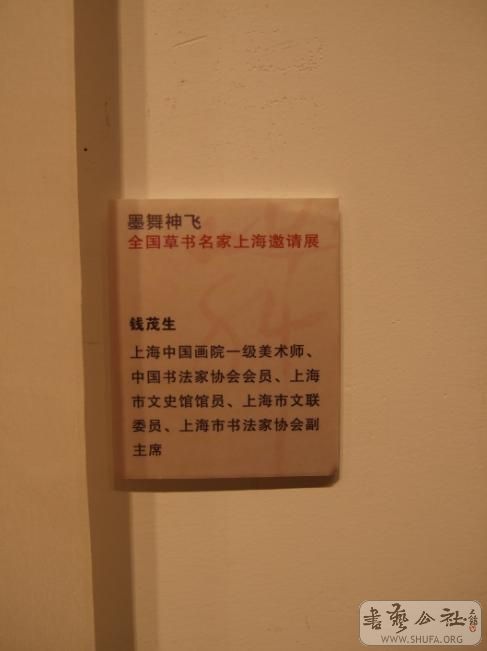 墨舞神飞
全国草书名家上海邀请展
钱茂生
上海中国画院一级美术师、
中国书法家协会会员、上海
市文史馆馆员、上海市文联
委员、上海市书法家协会副
主席
書藝公社
WWW.SHUFA.ORG